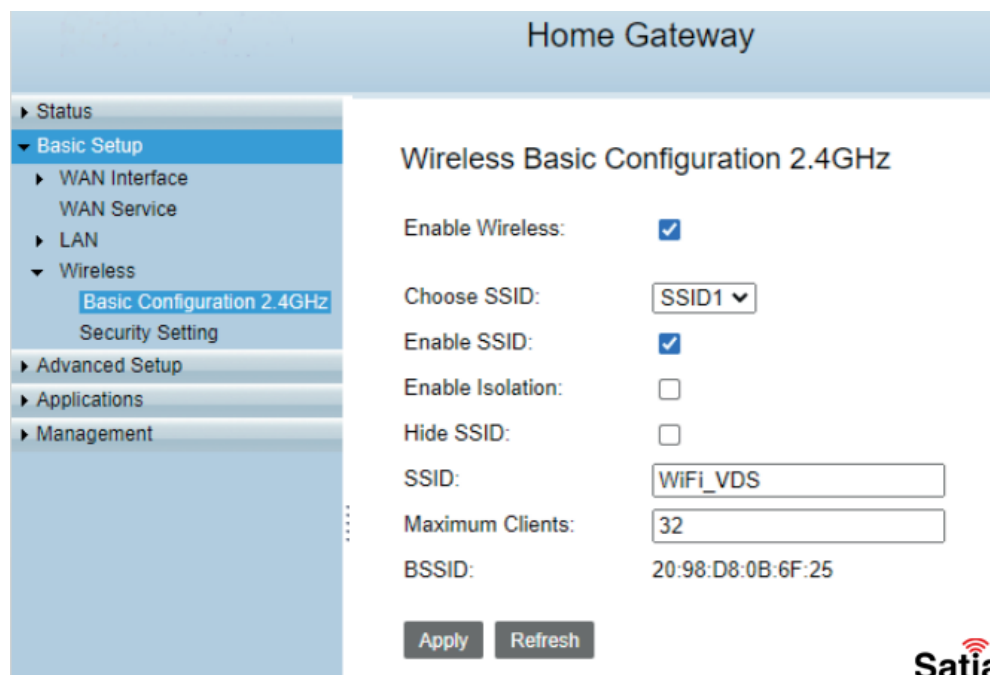 Home Gateway
Status
Basic Setup
WAN Interface
WAN Service
LAN
Wireless
Basic Configuration 2.4GHz
Security Setting
Advanced Setup
Applications
Management
Wireless Basic Configuration 2.4GHz
Enable Wireless:
Choose SSID: SSID1
Enable SSID:
Enable Isolation:
Hide SSID:
SSID: WiFi_VDS
Maximum Clients: 32
BSSID: 20:98:D8:0B:6F:25
Apply Refresh